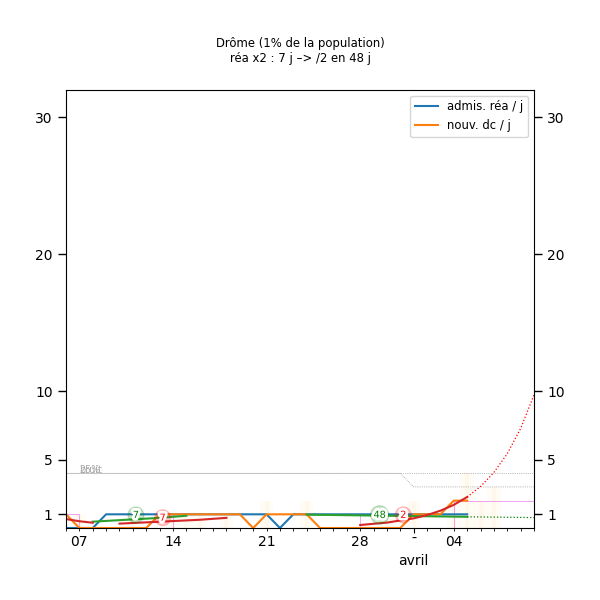 Drôme (1% de la population)
réa x2 : 7 j –> /2 en 48 j
admis. réa / j
nouv. dc / j
30 30
20 20
10 10
5 5
25%
7 7 48 2
1 1
07 14 21 28 - 04
avril